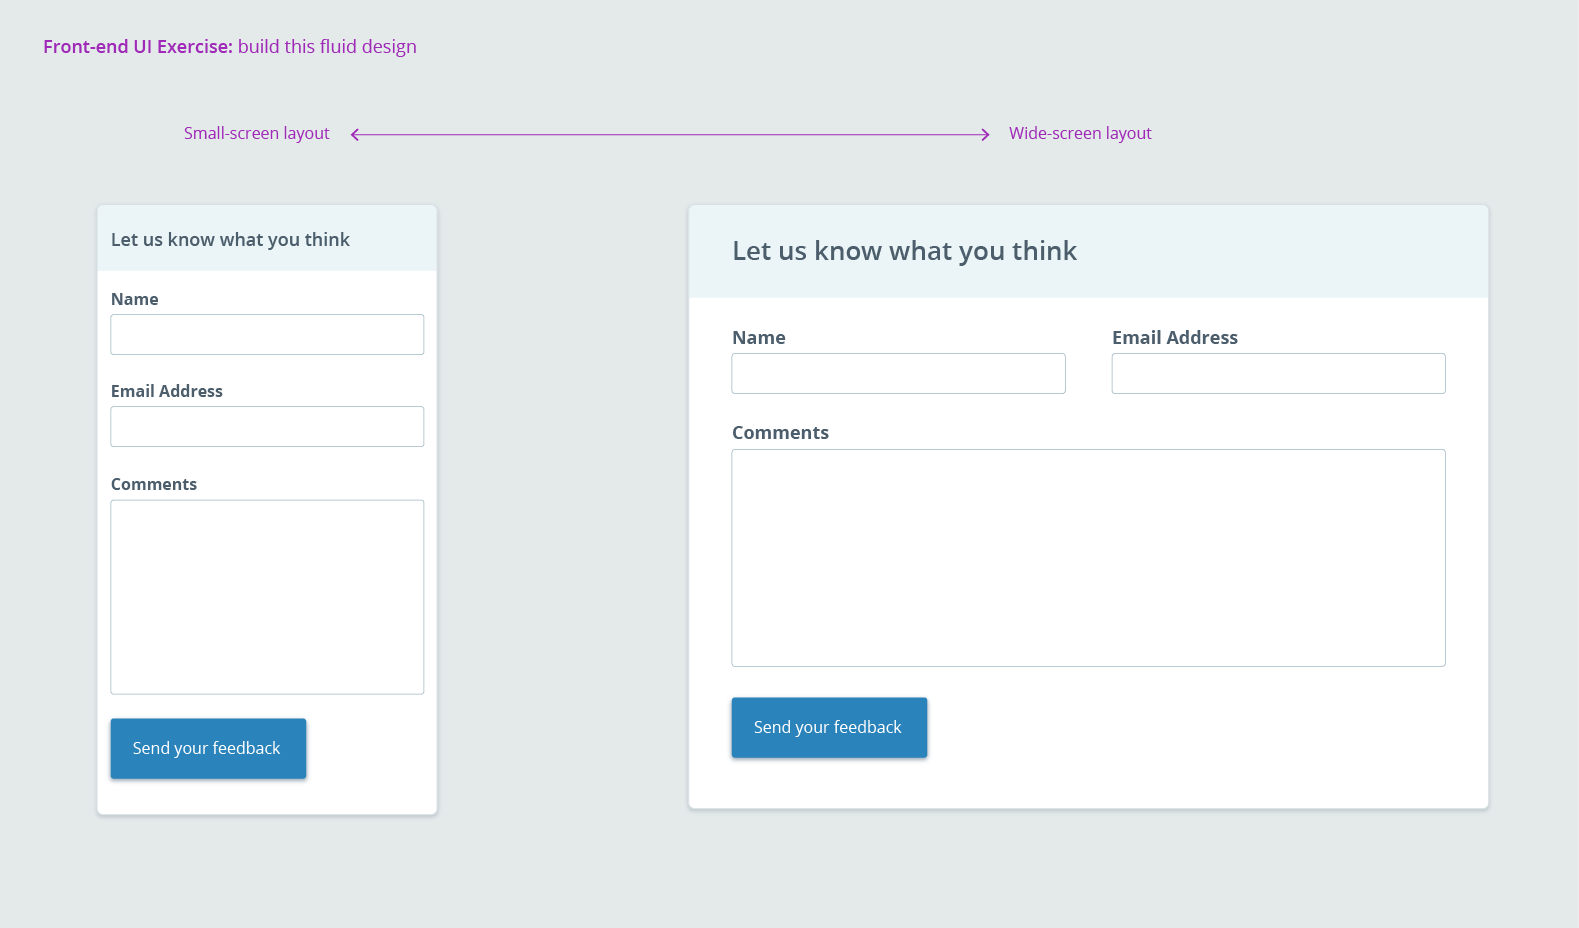 Front-end UI Exercise: build this fluid design
Small-screen layout
Wide-screen layout
Let us know what you think
Name
Email Address
Comments
Send your feedback
Let us know what you think
Name
Email Address
Comments
Send your feedback